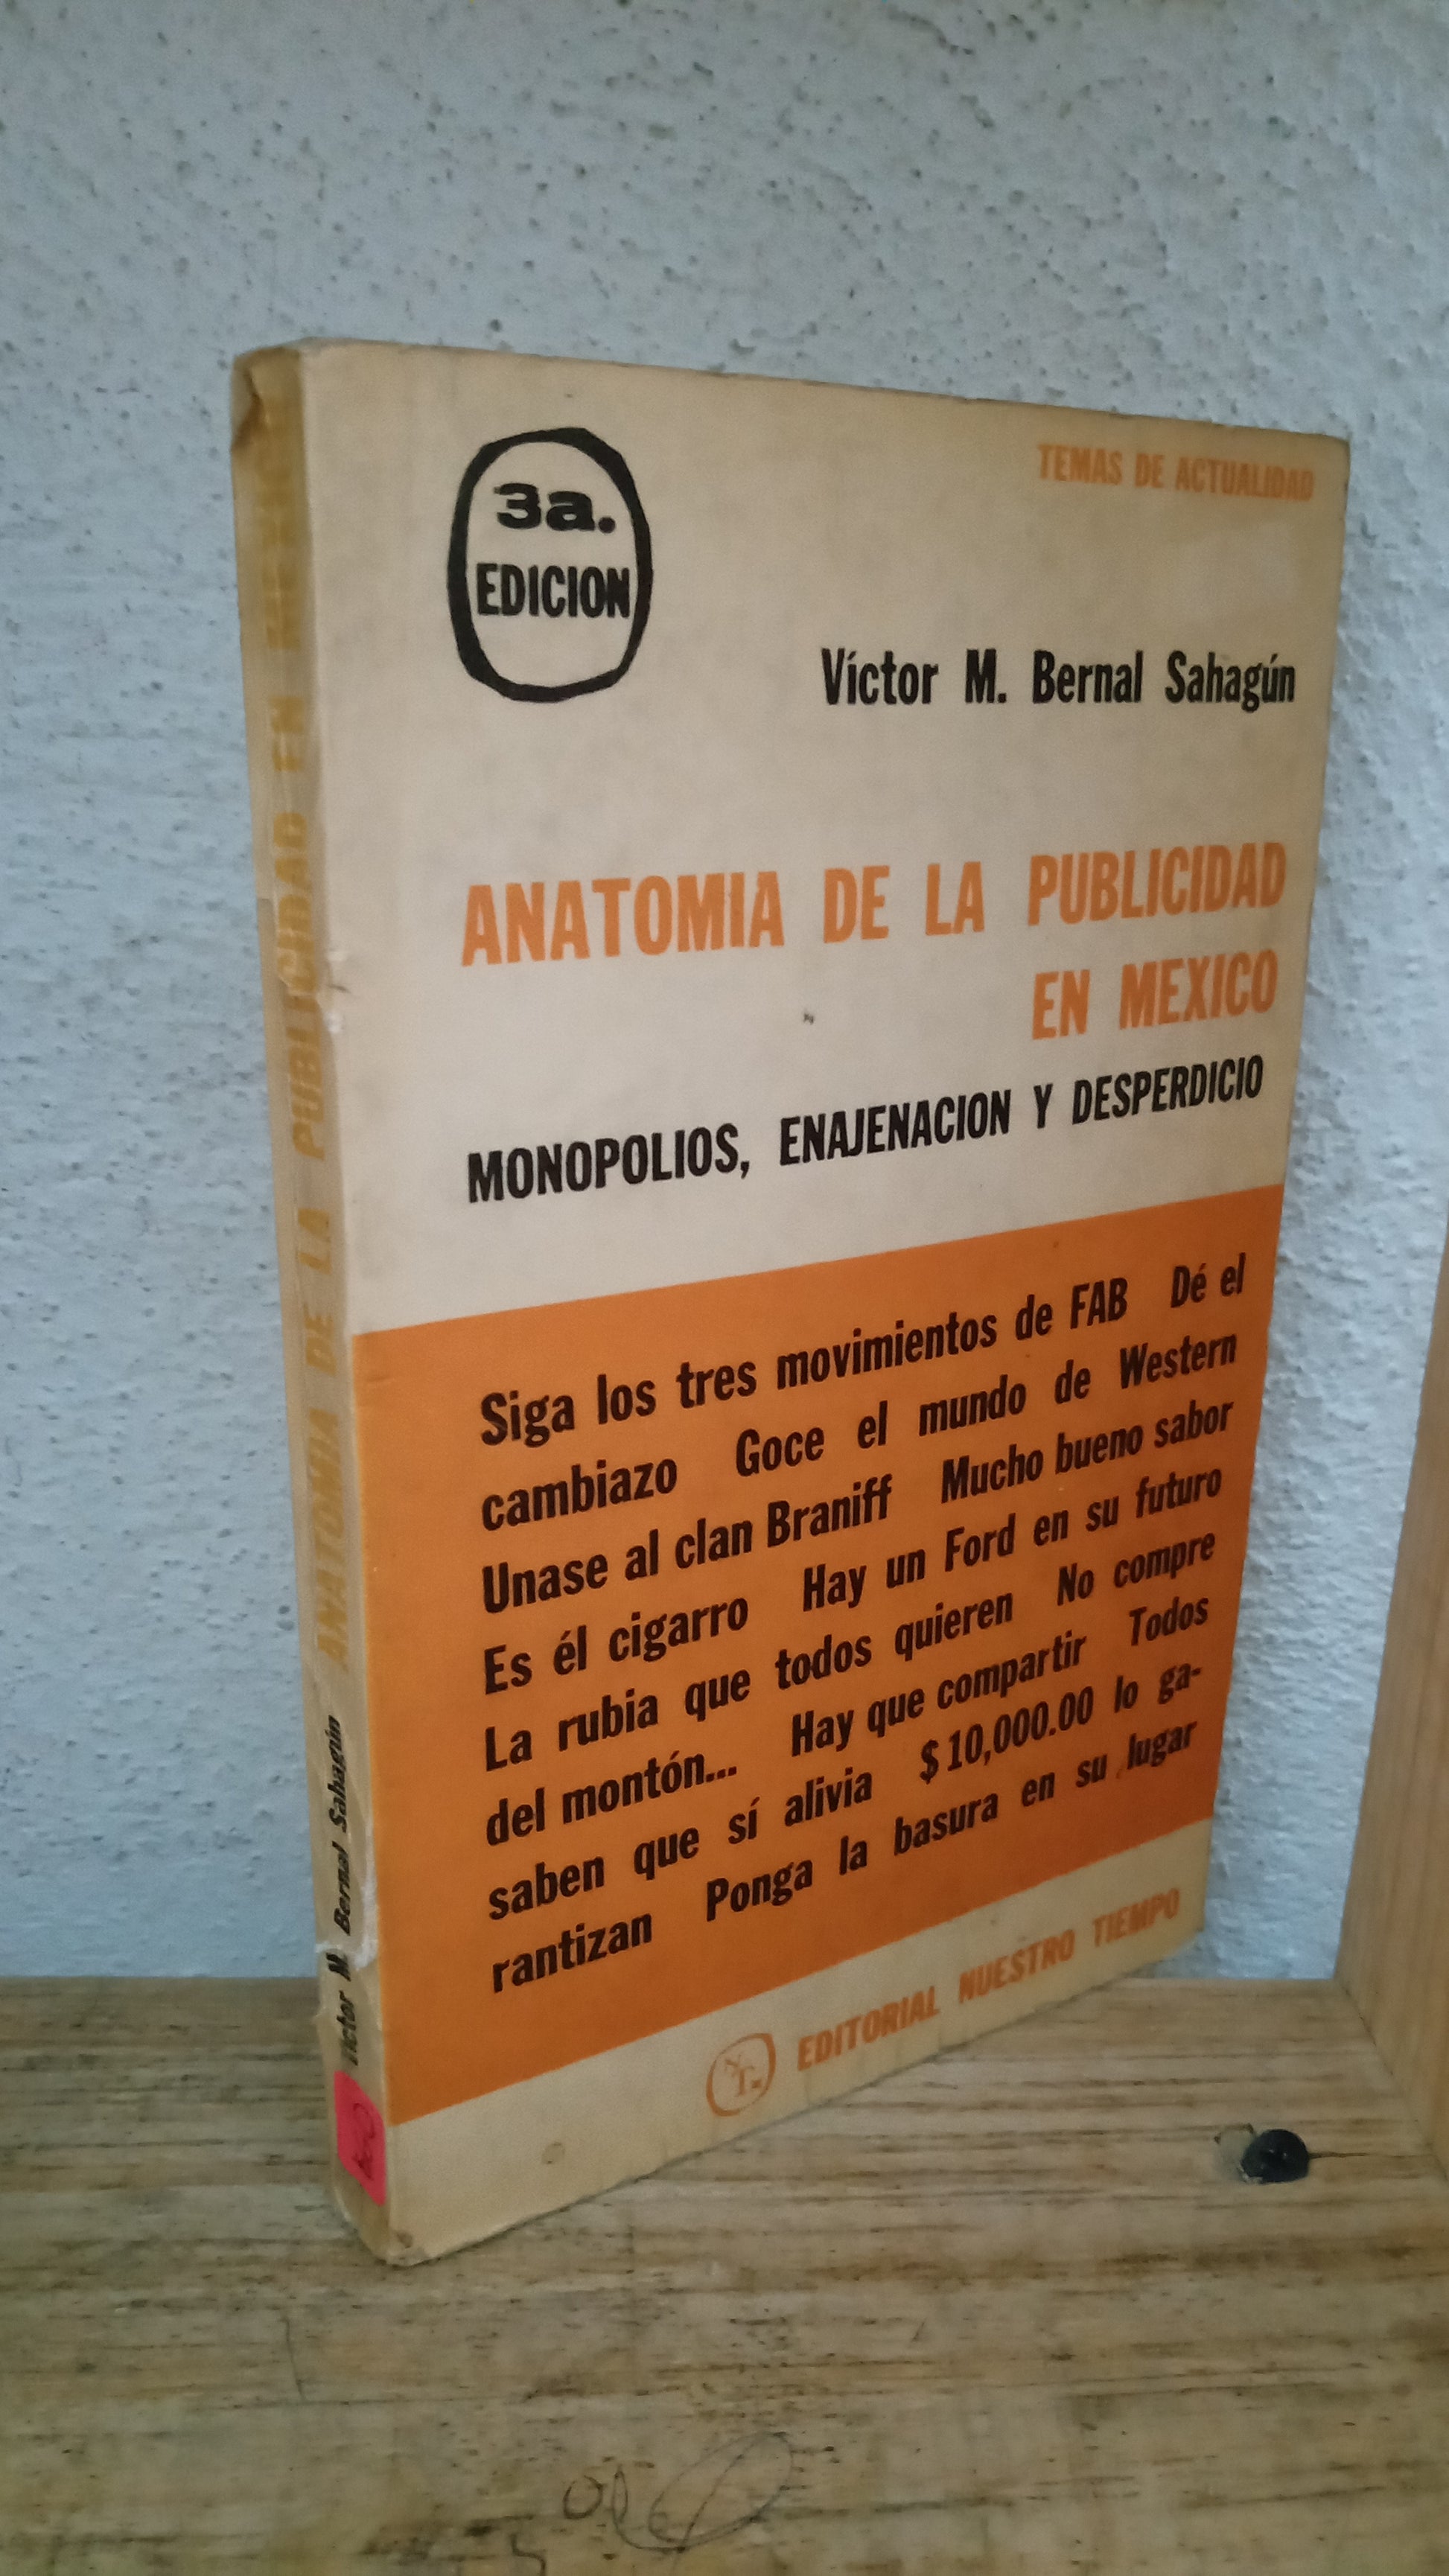 3a.
EDICION
TEMAS DE ACTUALIDAD
Víctor M. Bernal Sahagún
ANATOMIA DE LA PUBLICIDAD
EN MEXICO
MONOPOLIOS, ENAJENACION Y DESPERDICIO
Siga los tres movimientos de FAB Dé el
cambiazo Goce el mundo de Western
Unase al clan Braniff Mucho bueno sabor
Es él cigarro Hay un Ford en su futuro
La rubia que todos quieren No compre
del montón... Hay que compartir Todos
saben que sí alivia $10,000.00 lo ga-
rantizan Ponga la basura en su lugar
NT. EDITORIAL NUESTRO TIEMPO
Víctor M. Bernal Sahagún ANATOMIA DE LA PUBLICIDAD EN MEXICO